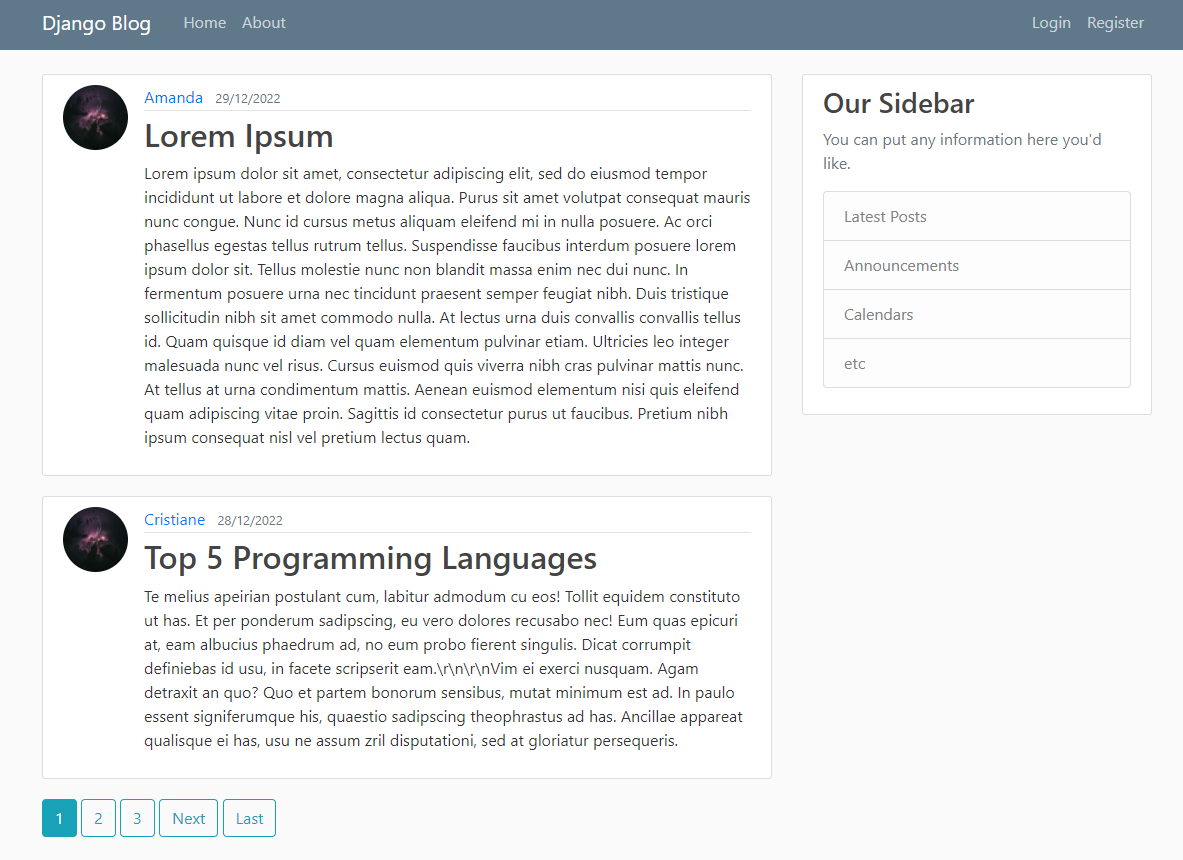 Django Blog Home About Login Register
Amanda 29/12/2022
Lorem Ipsum
Lorem ipsum dolor sit amet, consectetur adipiscing elit, sed do eiusmod tempor
incididunt ut labore et dolore magna aliqua. Purus sit amet volutpat consequat mauris
nunc congue. Nunc id cursus metus aliquam eleifend mi in nulla posuere. Ac orci
phasellus egestas tellus rutrum tellus. Suspendisse faucibus interdum posuere lorem
ipsum dolor sit. Tellus molestie nunc non blandit massa enim nec dui nunc. In
fermentum posuere urna nec tincidunt praesent semper feugiat nibh. Duis tristique
sollicitudin nibh sit amet commodo nulla. At lectus urna duis convallis convallis tellus
id. Quam quisque id diam vel quam elementum pulvinar etiam. Ultricies leo integer
malesuada nunc vel risus. Cursus euismod quis viverra nibh cras pulvinar mattis nunc.
At tellus at urna condimentum mattis. Aenean euismod elementum nisi quis eleifend
quam adipiscing vitae proin. Sagittis id consectetur purus ut faucibus. Pretium nibh
ipsum consequat nisl vel pretium lectus quam.
Cristiane 28/12/2022
Top 5 Programming Languages
Te melius apeirian postulant cum, labitur admodum cu eos! Tollit equidem constituto
ut has. Et per ponderum sadipscing, eu vero dolores recusabo nec! Eum quas epicuri
at, eam albucius phaedrum ad, no eum probo fierent singulis. Dicat corrumpit
definiebas id usu, in facete scripserit eam.\r\n\r\nVim ei exerci nusquam. Agam
detraxit an quo? Quo et partem bonorum sensibus, mutat minimum est ad. In paulo
essent signiferumque his, quaestio sadipscing theophrastus ad has. Ancillae appareat
qualisque ei has, usu ne assum zril disputationi, sed at gloriatur persequeris.
1 2 3 Next Last
Our Sidebar
You can put any information here you'd
like.
Latest Posts
Announcements
Calendars
etc